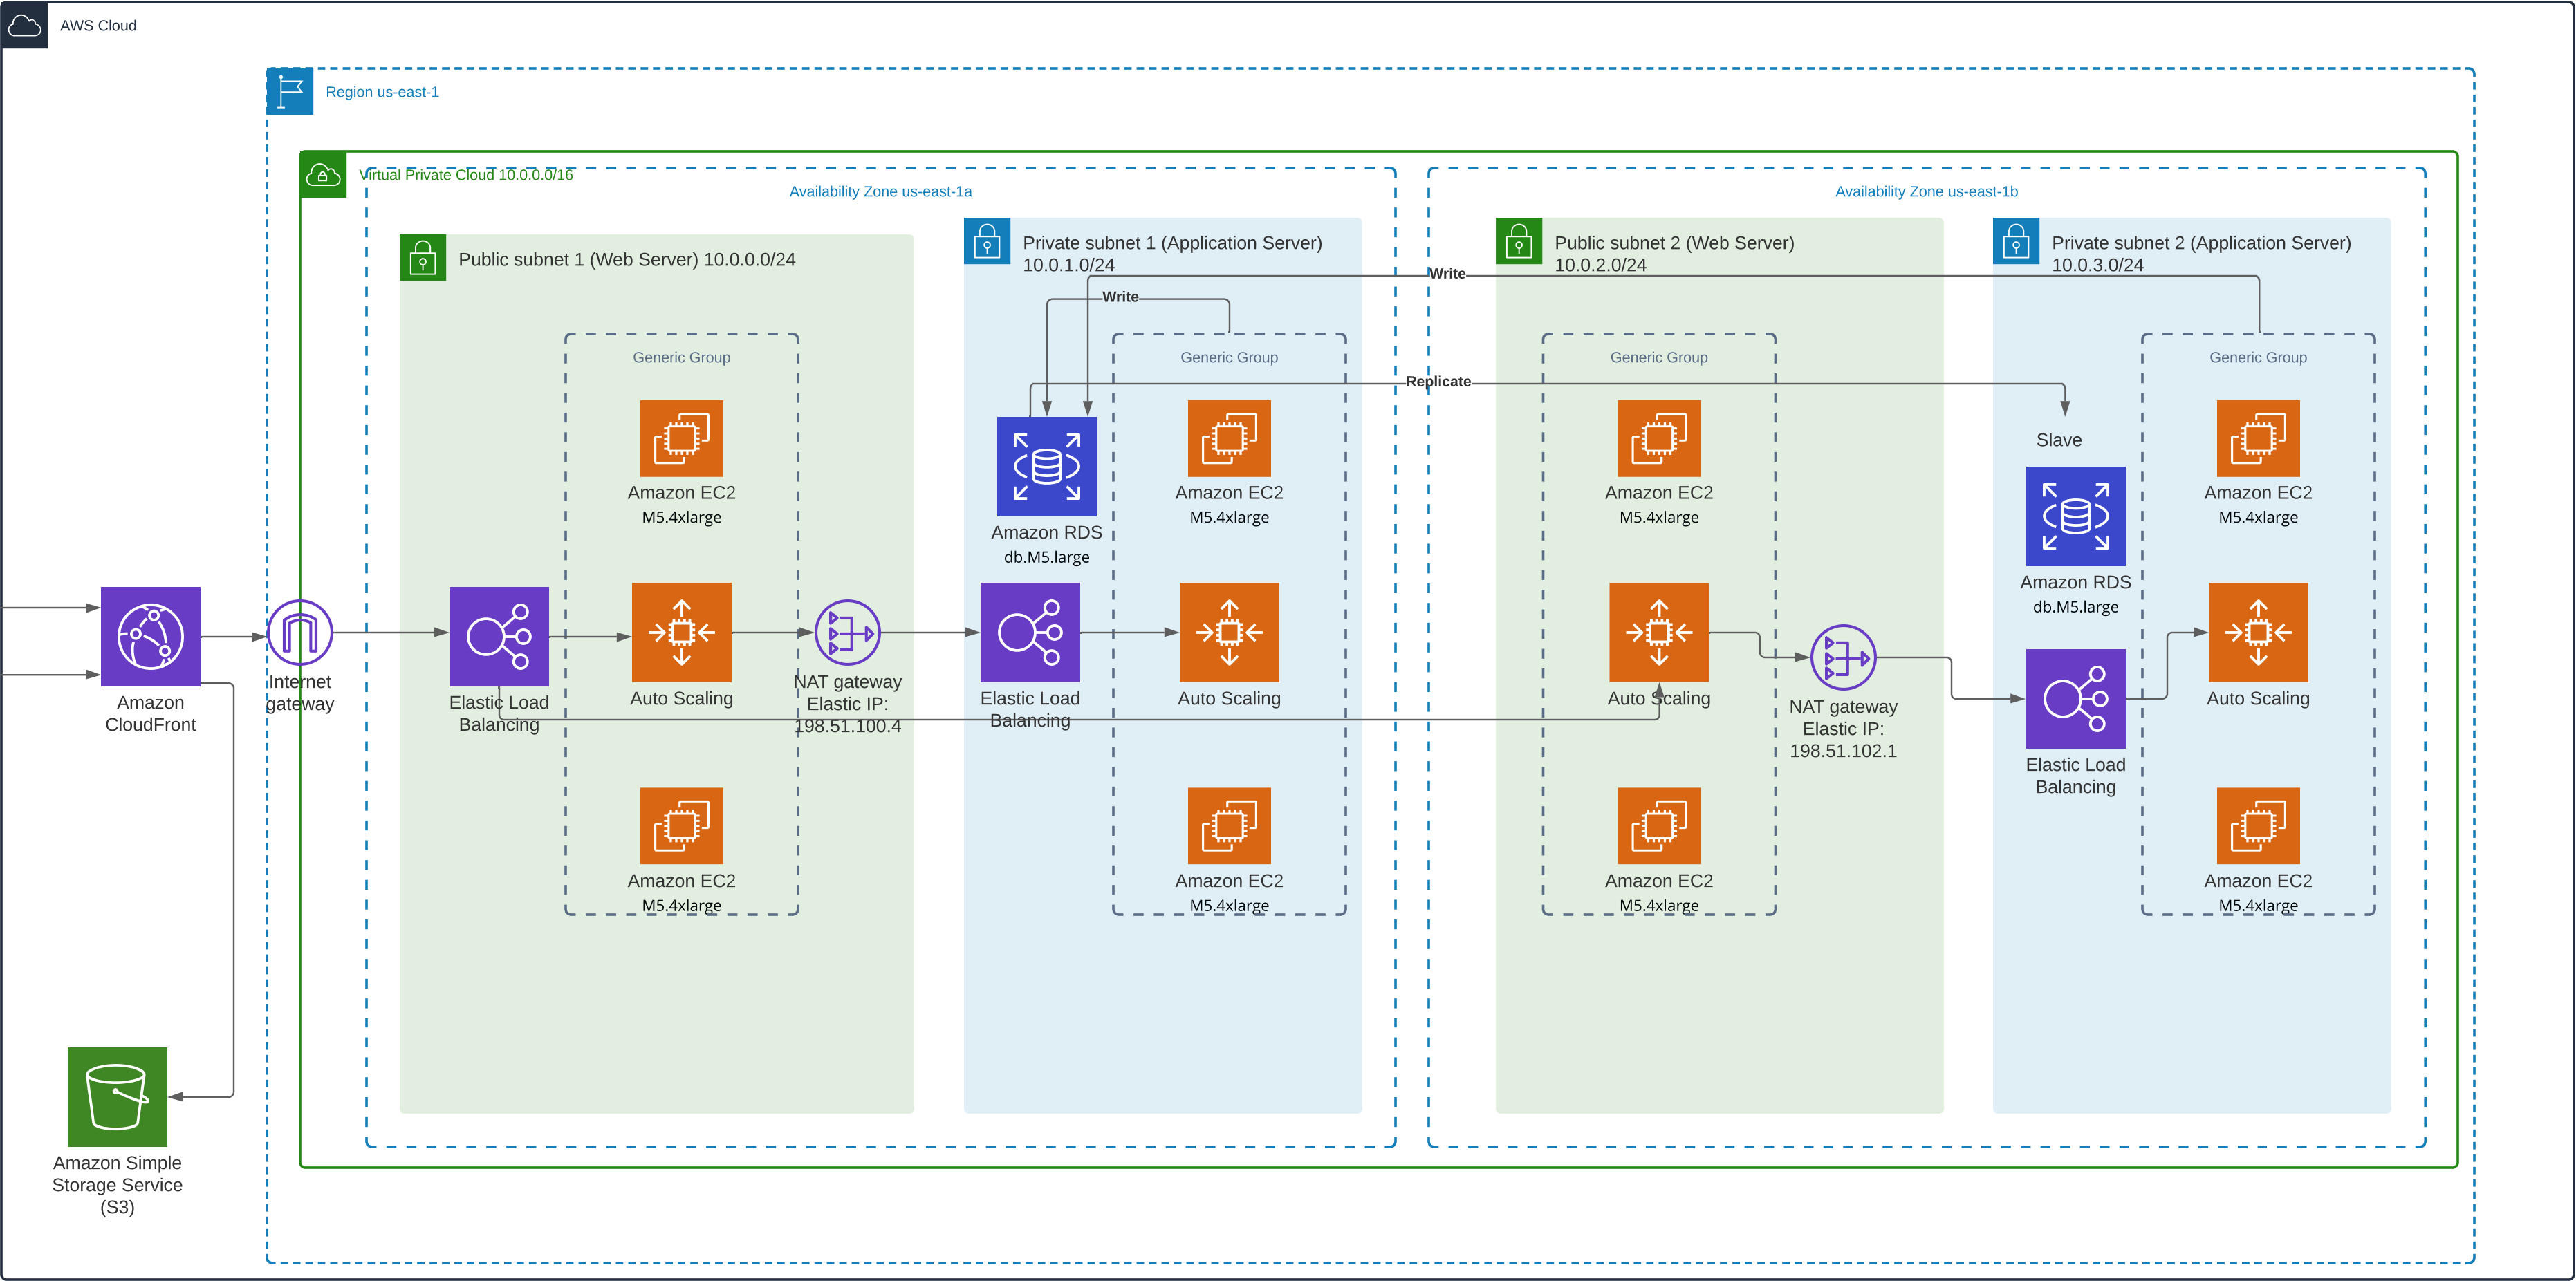 AWS Cloud
Region us-east-1
Virtual Private Cloud 10.0.0.0/16
Availability Zone us-east-1a
Public subnet 1 (Web Server) 10.0.0.0/24
Generic Group
Amazon EC2
M5.4xlarge
Auto Scaling
Amazon EC2
M5.4xlarge
Amazon
CloudFront
Internet
gateway
Elastic Load
Balancing
NAT gateway
Elastic IP:
198.51.100.4
Amazon Simple
Storage Service
(S3)
Private subnet 1 (Application Server)
10.0.1.0/24
Write
Write
Replicate
Generic Group
Amazon RDS
db.M5.large
Elastic Load
Balancing
Amazon EC2
M5.4xlarge
Auto Scaling
Amazon EC2
M5.4xlarge
Availability Zone us-east-1b
Public subnet 2 (Web Server)
10.0.2.0/24
Generic Group
Amazon EC2
M5.4xlarge
Auto Scaling
Amazon EC2
M5.4xlarge
NAT gateway
Elastic IP:
198.51.102.1
Private subnet 2 (Application Server)
10.0.3.0/24
Slave
Amazon RDS
db.M5.large
Elastic Load
Balancing
Generic Group
Amazon EC2
M5.4xlarge
Auto Scaling
Amazon EC2
M5.4xlarge